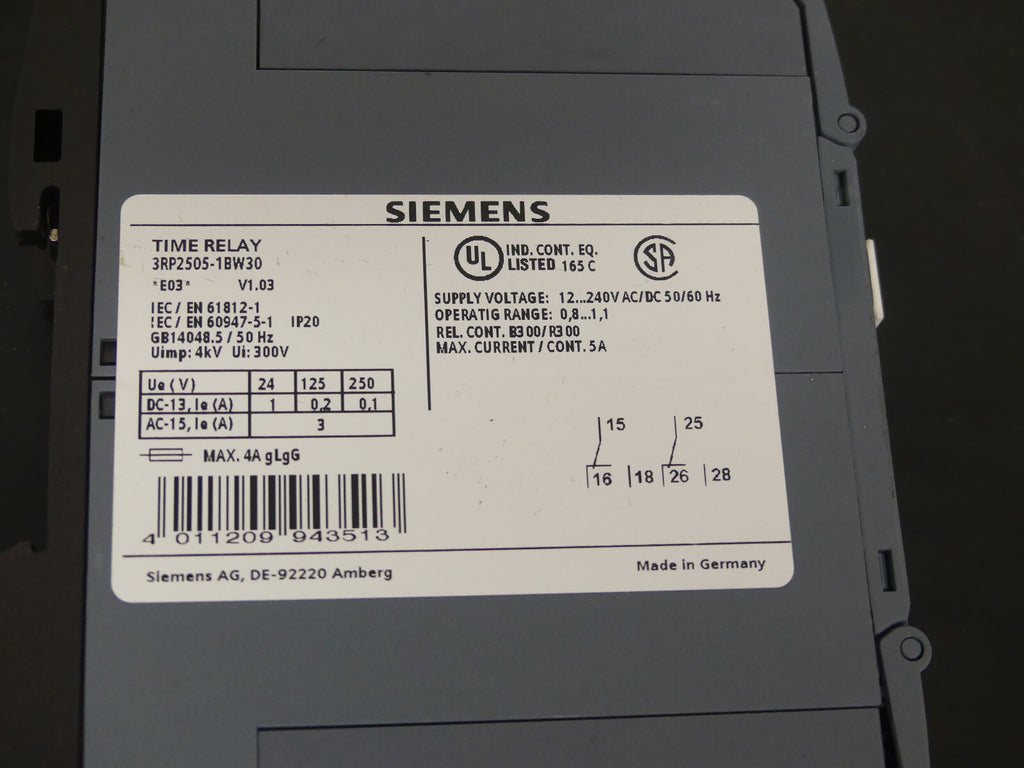 SIEMENS
TIME RELAY
3RP2505-1BW30
*E03* V1.03
IEC / EN 61812-1
IEC / EN 60947-5-1 IP20
GB14048.5 / 50 Hz
Uimp: 4kV Ui: 300V
Ue (V) 24 125 250
DC-13, Ie (A) 1 0,2 0,1
AC-15, Ie (A) 3
MAX. 4A gLgG
4 011209 943513
UL IND. CONT. EQ.
LISTED 165 C
SA
SUPPLY VOLTAGE: 12...240V AC/DC 50/60 Hz
OPERATIG RANGE: 0,8...1,1
REL. CONT. B300/R300
MAX. CURRENT / CONT. 5A
15 25
16 18 26 28
Siemens AG, DE-92220 Amberg
Made in Germany